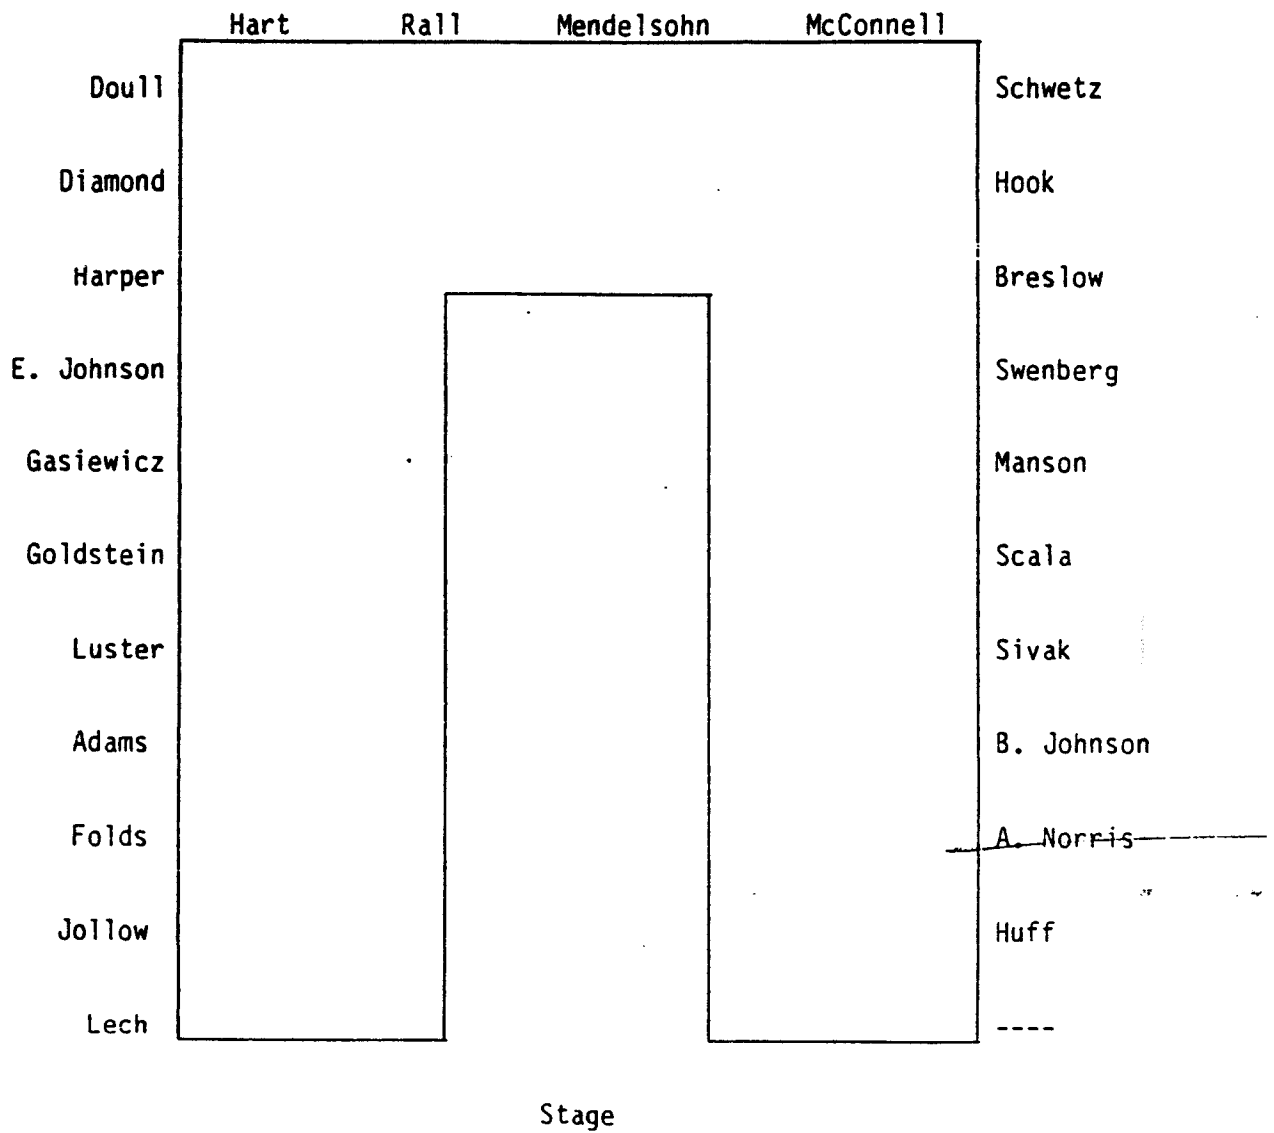 Hart Rall Mendelsohn McConnell
Doull Schwetz
Diamond Hook
Harper Breslow
E. Johnson Swenberg
Gasiewicz Manson
Goldstein Scala
Luster Sivak
Adams B. Johnson
Folds A. Norris
Jollow Huff
Lech ----
Stage